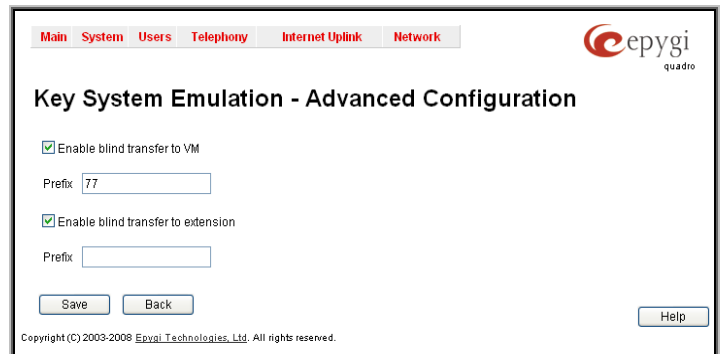 Main System Users Telephony Internet Uplink Network
epygi
quadro
Key System Emulation - Advanced Configuration
Enable blind transfer to VM
Prefix 77
Enable blind transfer to extension
Prefix
Save Back
Help
Copyright (C) 2003-2008 Epygi Technologies, Ltd. All rights reserved.